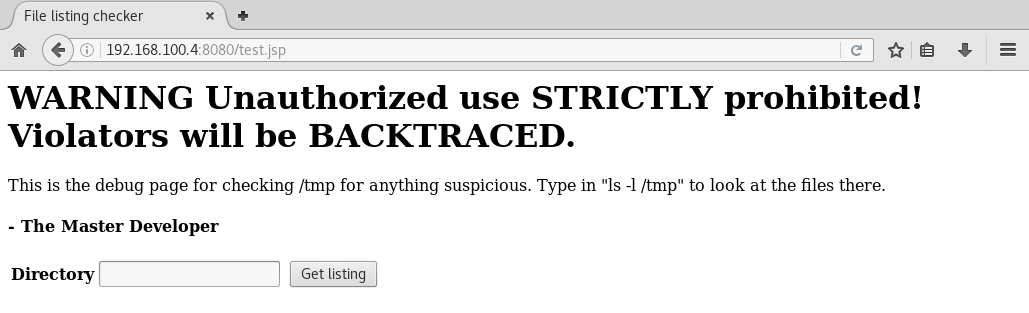 File listing checker
192.168.100.4:8080/test.jsp
WARNING Unauthorized use STRICTLY prohibited!
Violators will be BACKTRACED.
This is the debug page for checking /tmp for anything suspicious. Type in "ls -l /tmp" to look at the files there.
- The Master Developer
Directory Get listing